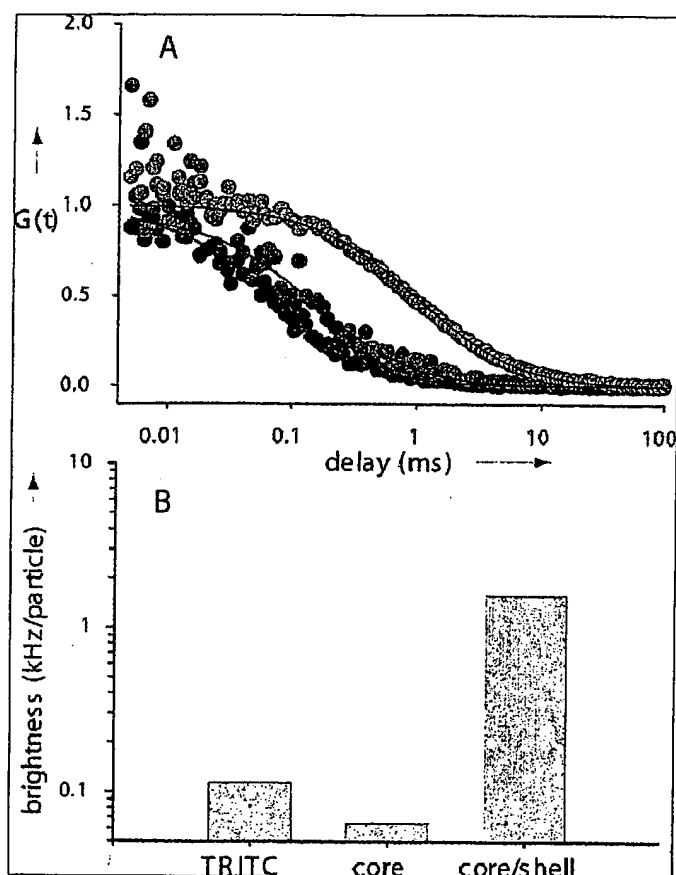 2.0
A
1.5
1.0
G(t)
0.5
0.0
0.01 0.1 1 10 100
delay (ms)
10
B
1
0.1
brightness (kHz/particle)
TRITC core core/shell